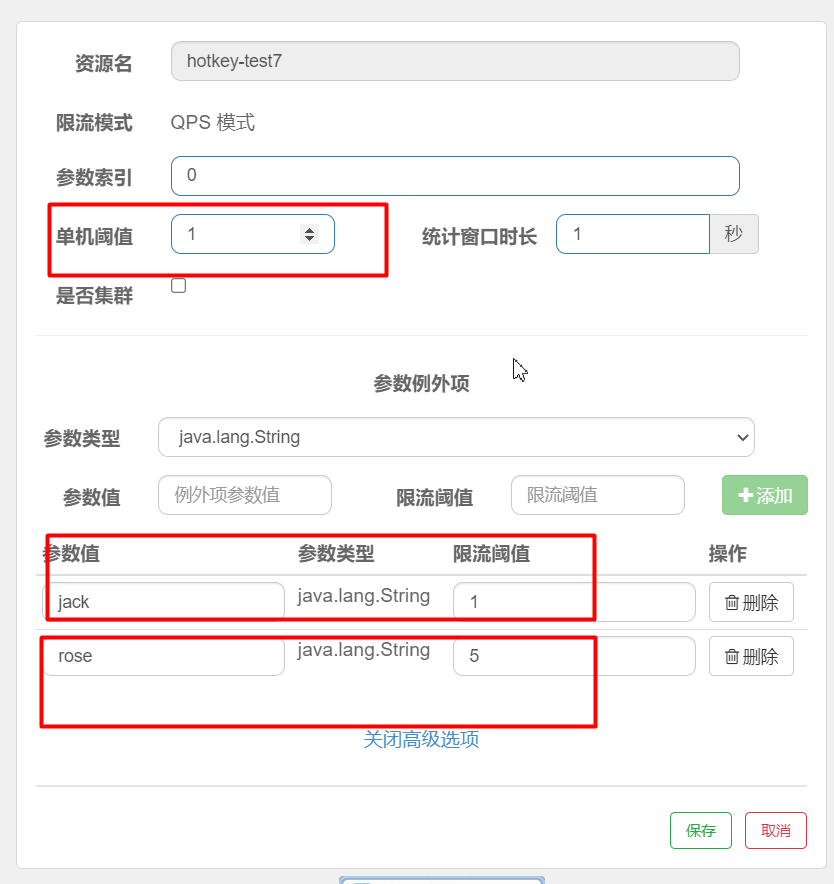 资源名 hotkey-test7
限流模式 QPS 模式
参数索引 0
单机阈值 1 统计窗口时长 1 秒
是否集群
参数例外项
参数类型 java.lang.String
参数值 例外项参数值 限流阈值 限流阈值 添加
参数值 参数类型 限流阈值 操作
jack java.lang.String 1 删除
rose java.lang.String 5 删除
关闭高级选项
保存 取消